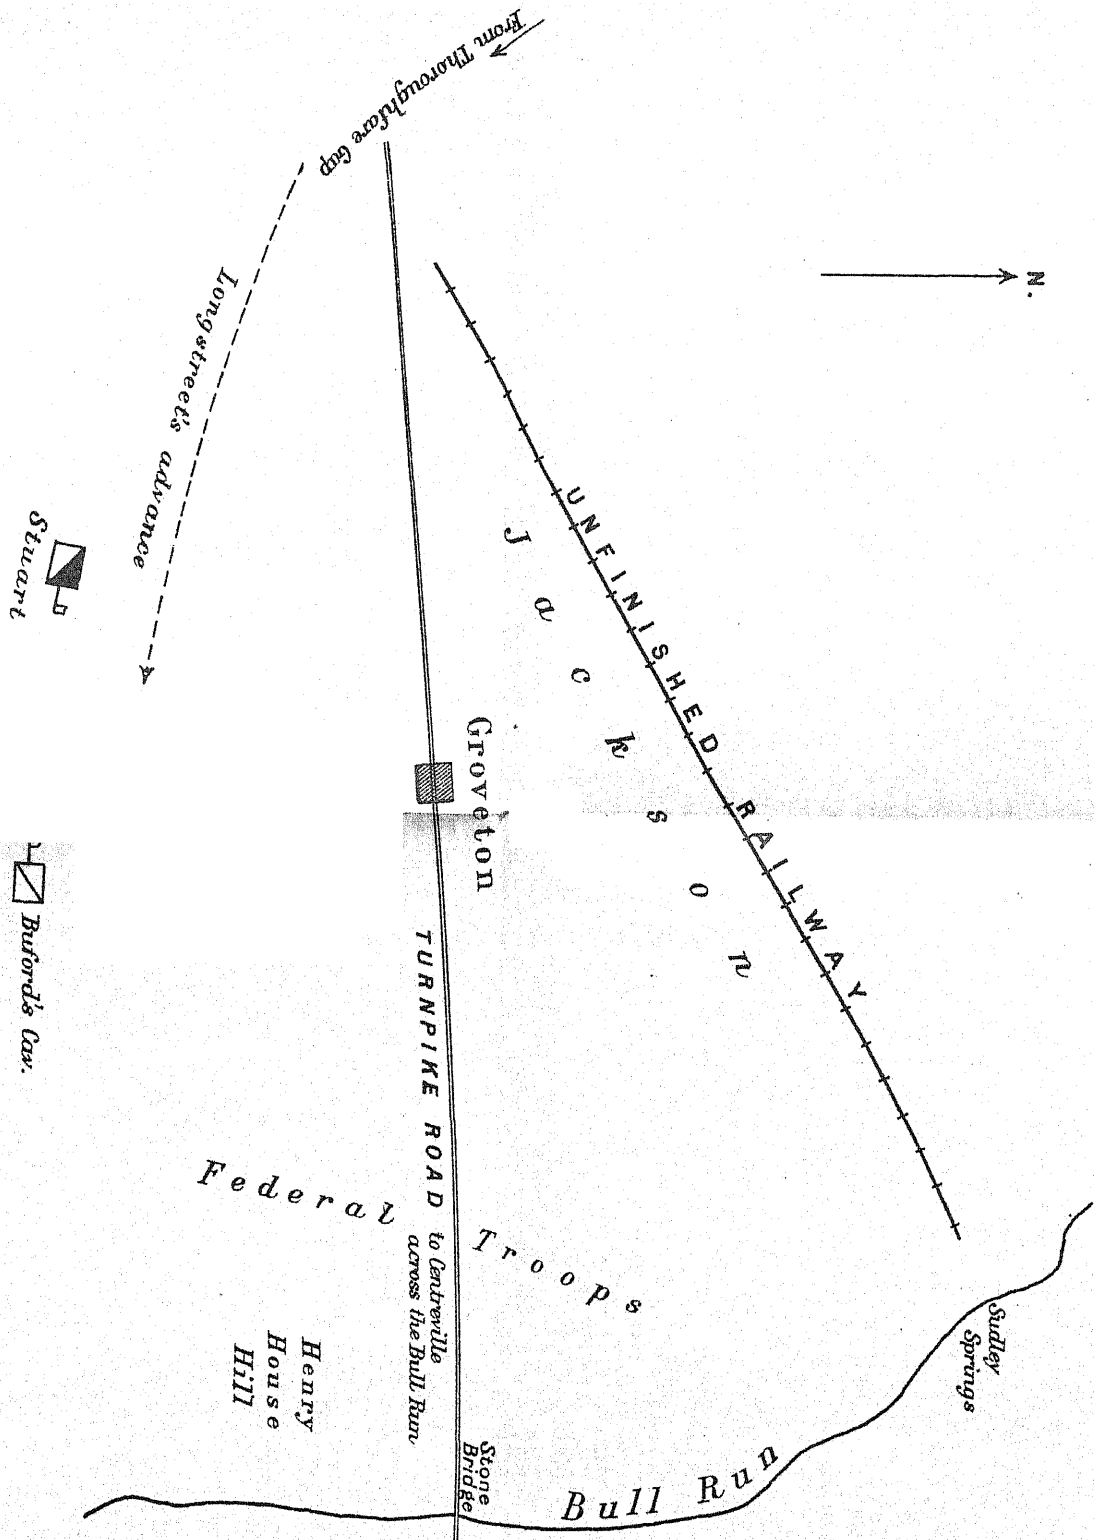 N.
From Thoroughfare Gap
UNFINISHED RAILWAY
Sudley
Springs
Jackson
Groveton
Bull Run
Stone
Bridge
TURNPIKE ROAD to Centreville
across the Bull Run
Federal Troops
Longstreet's advance
Henry
House
Hill
Stuart
Buford's Cav.